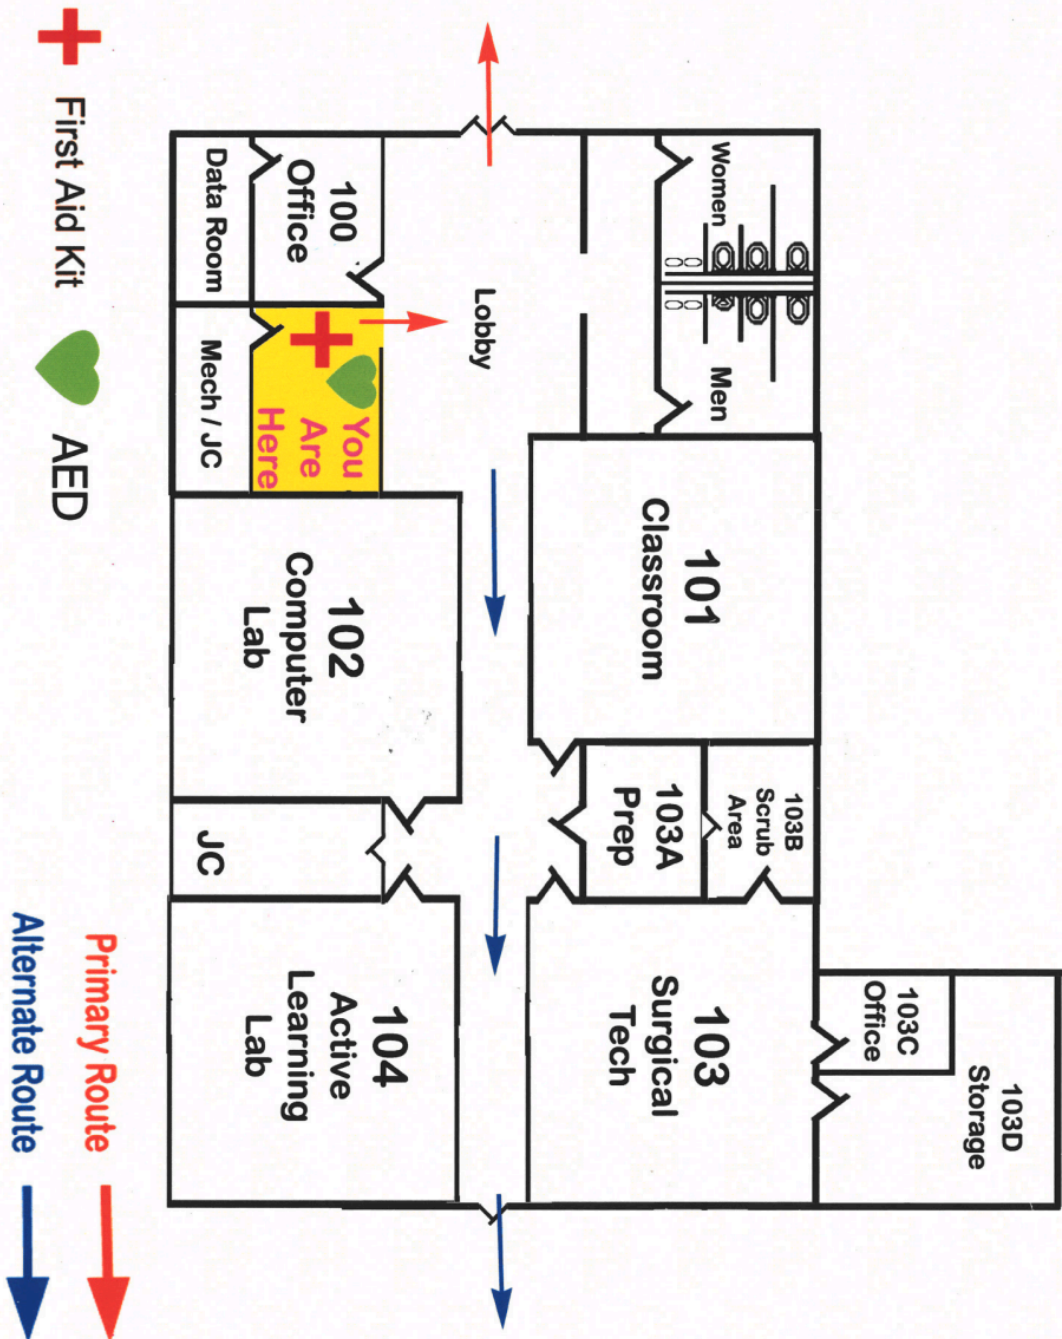 103D
Storage
103C
Office
Women
Men
101
Classroom
103B
Scrub
Area
103A
Prep
103
Surgical
Tech
Lobby
100
Office
You
Are
Here
102
Computer
Lab
104
Active
Learning
Lab
Data Room
Mech / JC
JC
First Aid Kit
AED
Primary Route
Alternate Route